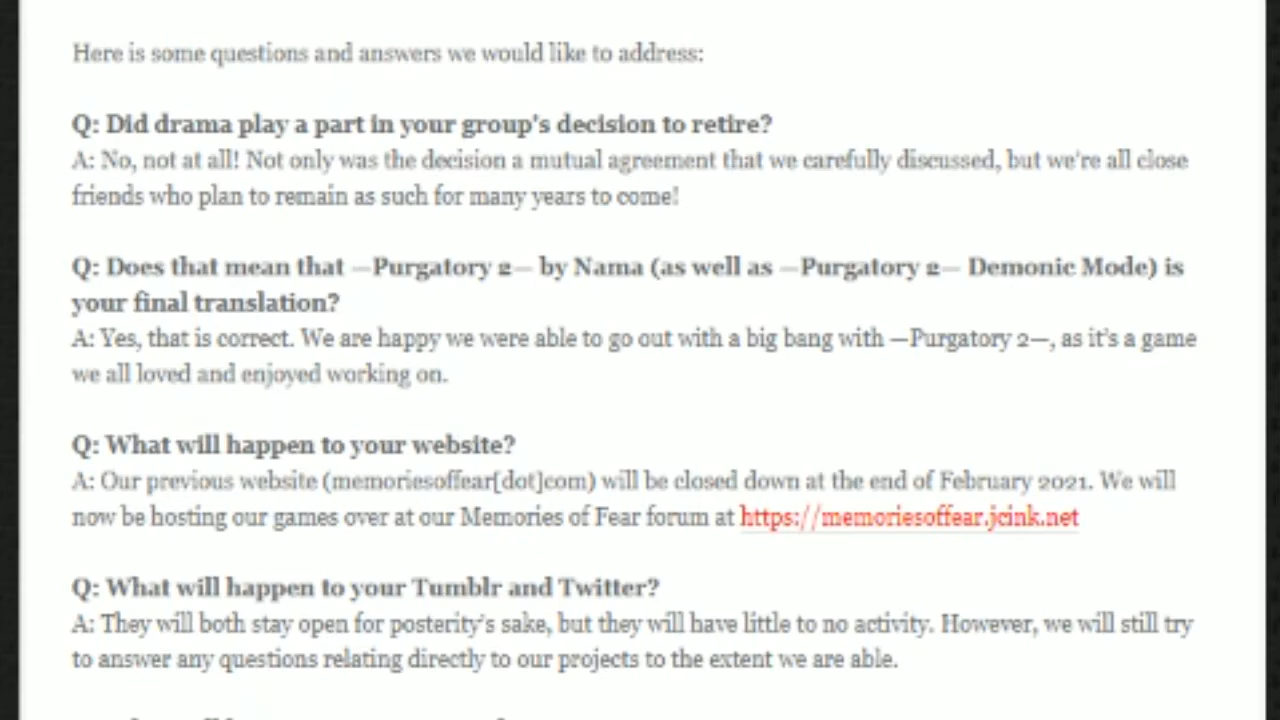 Here is some questions and answers we would like to address:
Q: Did drama play a part in your group's decision to retire?
A: No, not at all! Not only was the decision a mutual agreement that we carefully discussed, but we're all close
friends who plan to remain as such for many years to come!
Q: Does that mean that —Purgatory 2— by Nama (as well as —Purgatory 2— Demonic Mode) is
your final translation?
A: Yes, that is correct. We are happy we were able to go out with a big bang with —Purgatory 2—, as it's a game
we all loved and enjoyed working on.
Q: What will happen to your website?
A: Our previous website (memoriesoffear[dot]com) will be closed down at the end of February 2021. We will
now be hosting our games over at our Memories of Fear forum at https://memoriesoffear.jcink.net
Q: What will happen to your Tumblr and Twitter?
A: They will both stay open for posterity's sake, but they will have little to no activity. However, we will still try
to answer any questions relating directly to our projects to the extent we are able.